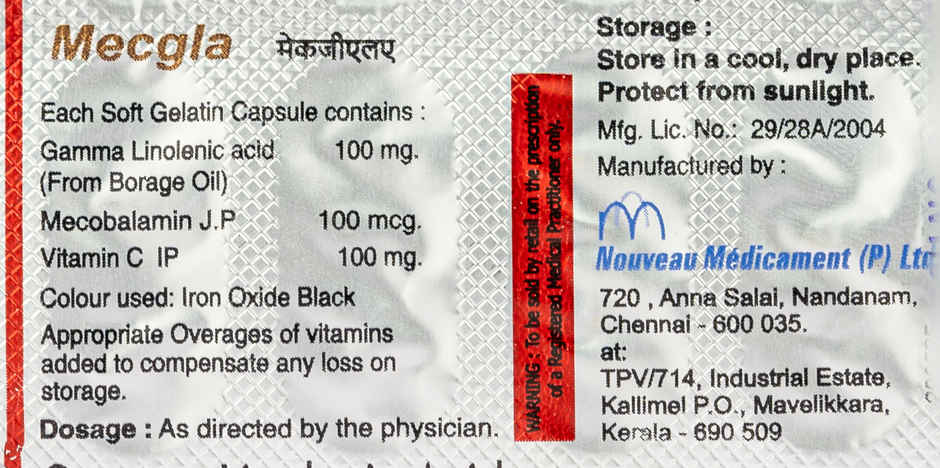 Mecgla मेकजीएलए
Each Soft Gelatin Capsule contains :
Gamma Linolenic acid 100 mg.
(From Borage Oil)
Mecobalamin J.P 100 mcg.
Vitamin C IP 100 mg.
Colour used: Iron Oxide Black
Appropriate Overages of vitamins
added to compensate any loss on
storage.
Dosage : As directed by the physician.
WARNING : To be sold by retail on the prescription
of a Registered Medical Practitioner only.
Storage :
Store in a cool, dry place.
Protect from sunlight.
Mfg. Lic. No.: 29/28A/2004
Manufactured by :
Nouveau Médicament (P) Ltd
720 , Anna Salai, Nandanam,
Chennai - 600 035.
at:
TPV/714, Industrial Estate,
Kallimel P.O., Mavelikkara,
Kerala - 690 509